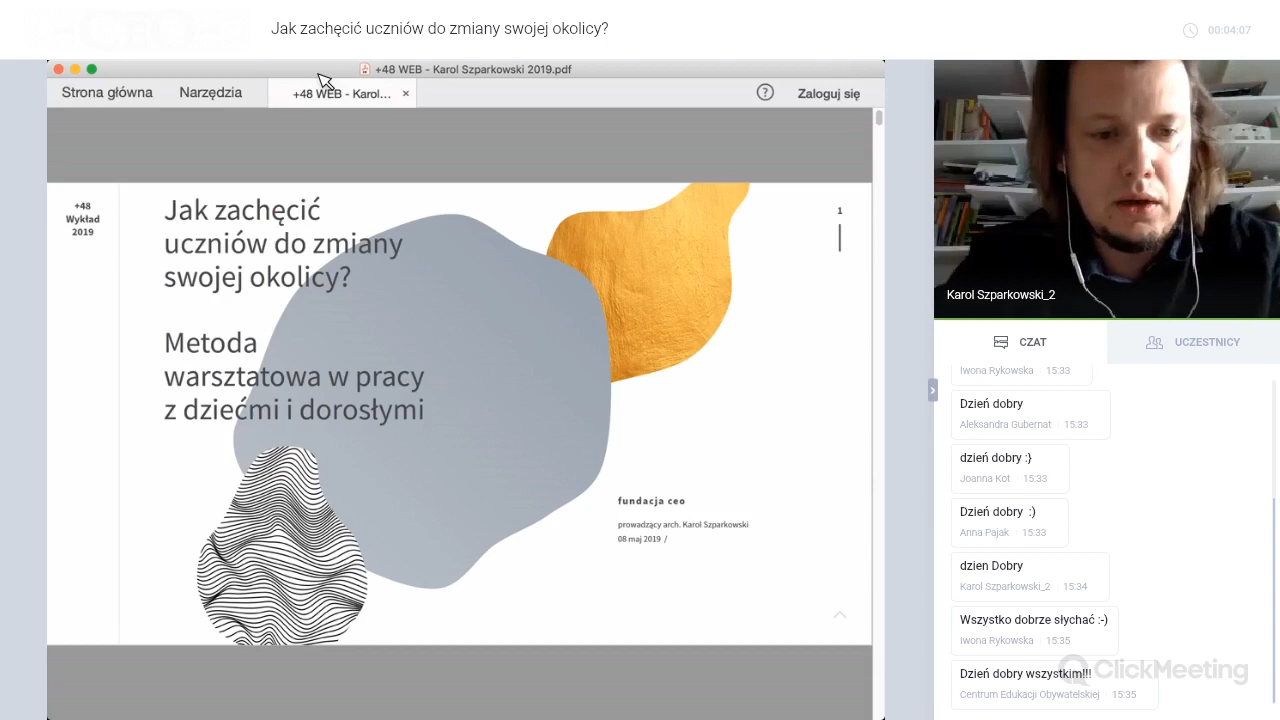 Jak zachęcić uczniów do zmiany swojej okolicy?
00:04:07
+48 WEB - Karol Szparkowski 2019.pdf
Strona główna
Narzędzia
+48 WEB - Karol... ×
?
Zaloguj się
+48
Wykład
2019
Jak zachęcić
uczniów do zmiany
swojej okolicy?
Metoda
warsztatowa w pracy
z dziećmi i dorosłymi
1
fundacja ceo
prowadzący arch. Karol Szparkowski
08 maj 2019 /
Karol Szparkowski_2
CZAT
UCZESTNICY
Iwona Rykowska 15:33
Dzień dobry
Aleksandra Gubernat 15:33
dzień dobry :}
Joanna Kot 15:33
Dzień dobry :)
Anna Pajak 15:33
dzien Dobry
Karol Szparkowski_2 15:34
Wszystko dobrze słychać :-)
Iwona Rykowska 15:35
Dzień dobry wszystkim!!!
Centrum Edukacji Obywatelskiej 15:35
ClickMeeting